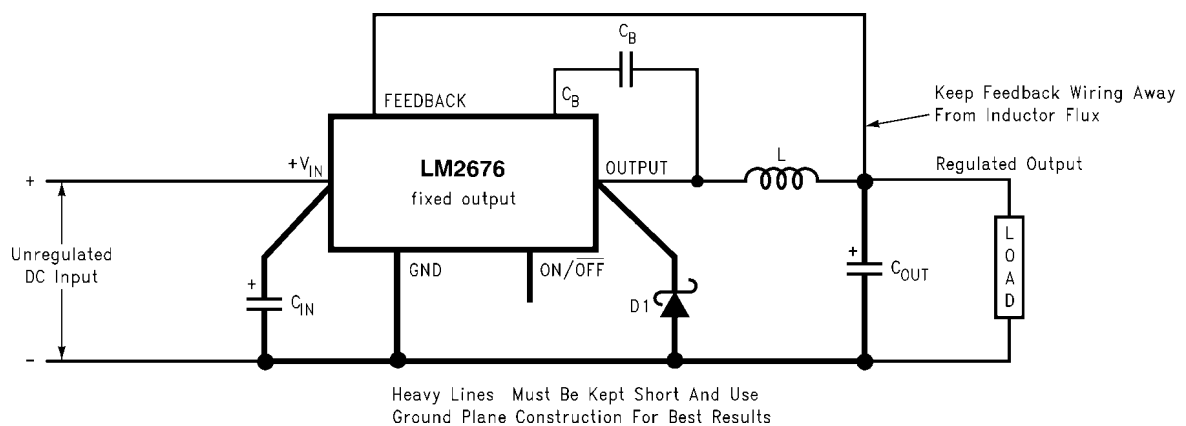 C_B
FEEDBACK
C_B
Keep Feedback Wiring Away
From Inductor Flux
+
+V_IN
LM2676
fixed output
OUTPUT
L
Regulated Output
Unregulated
DC Input
+
C_IN
GND
ON/O̅F̅F̅
D1
+
C_OUT
LOAD
-
Heavy Lines Must Be Kept Short And Use
Ground Plane Construction For Best Results